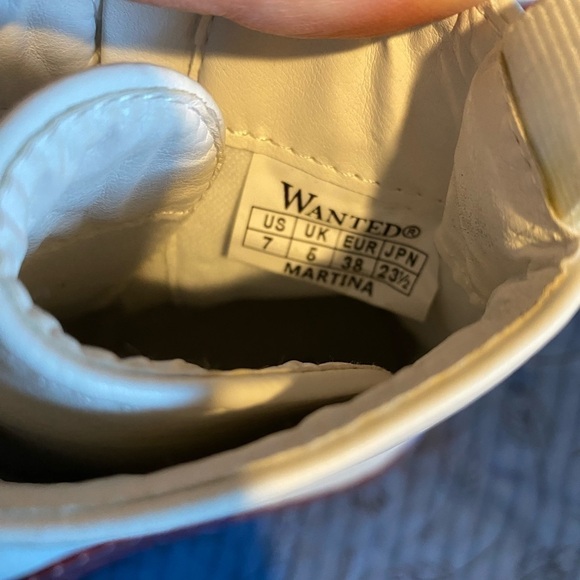 WANTED®
US UK EUR JPN
7 5 38 23½
MARTINA